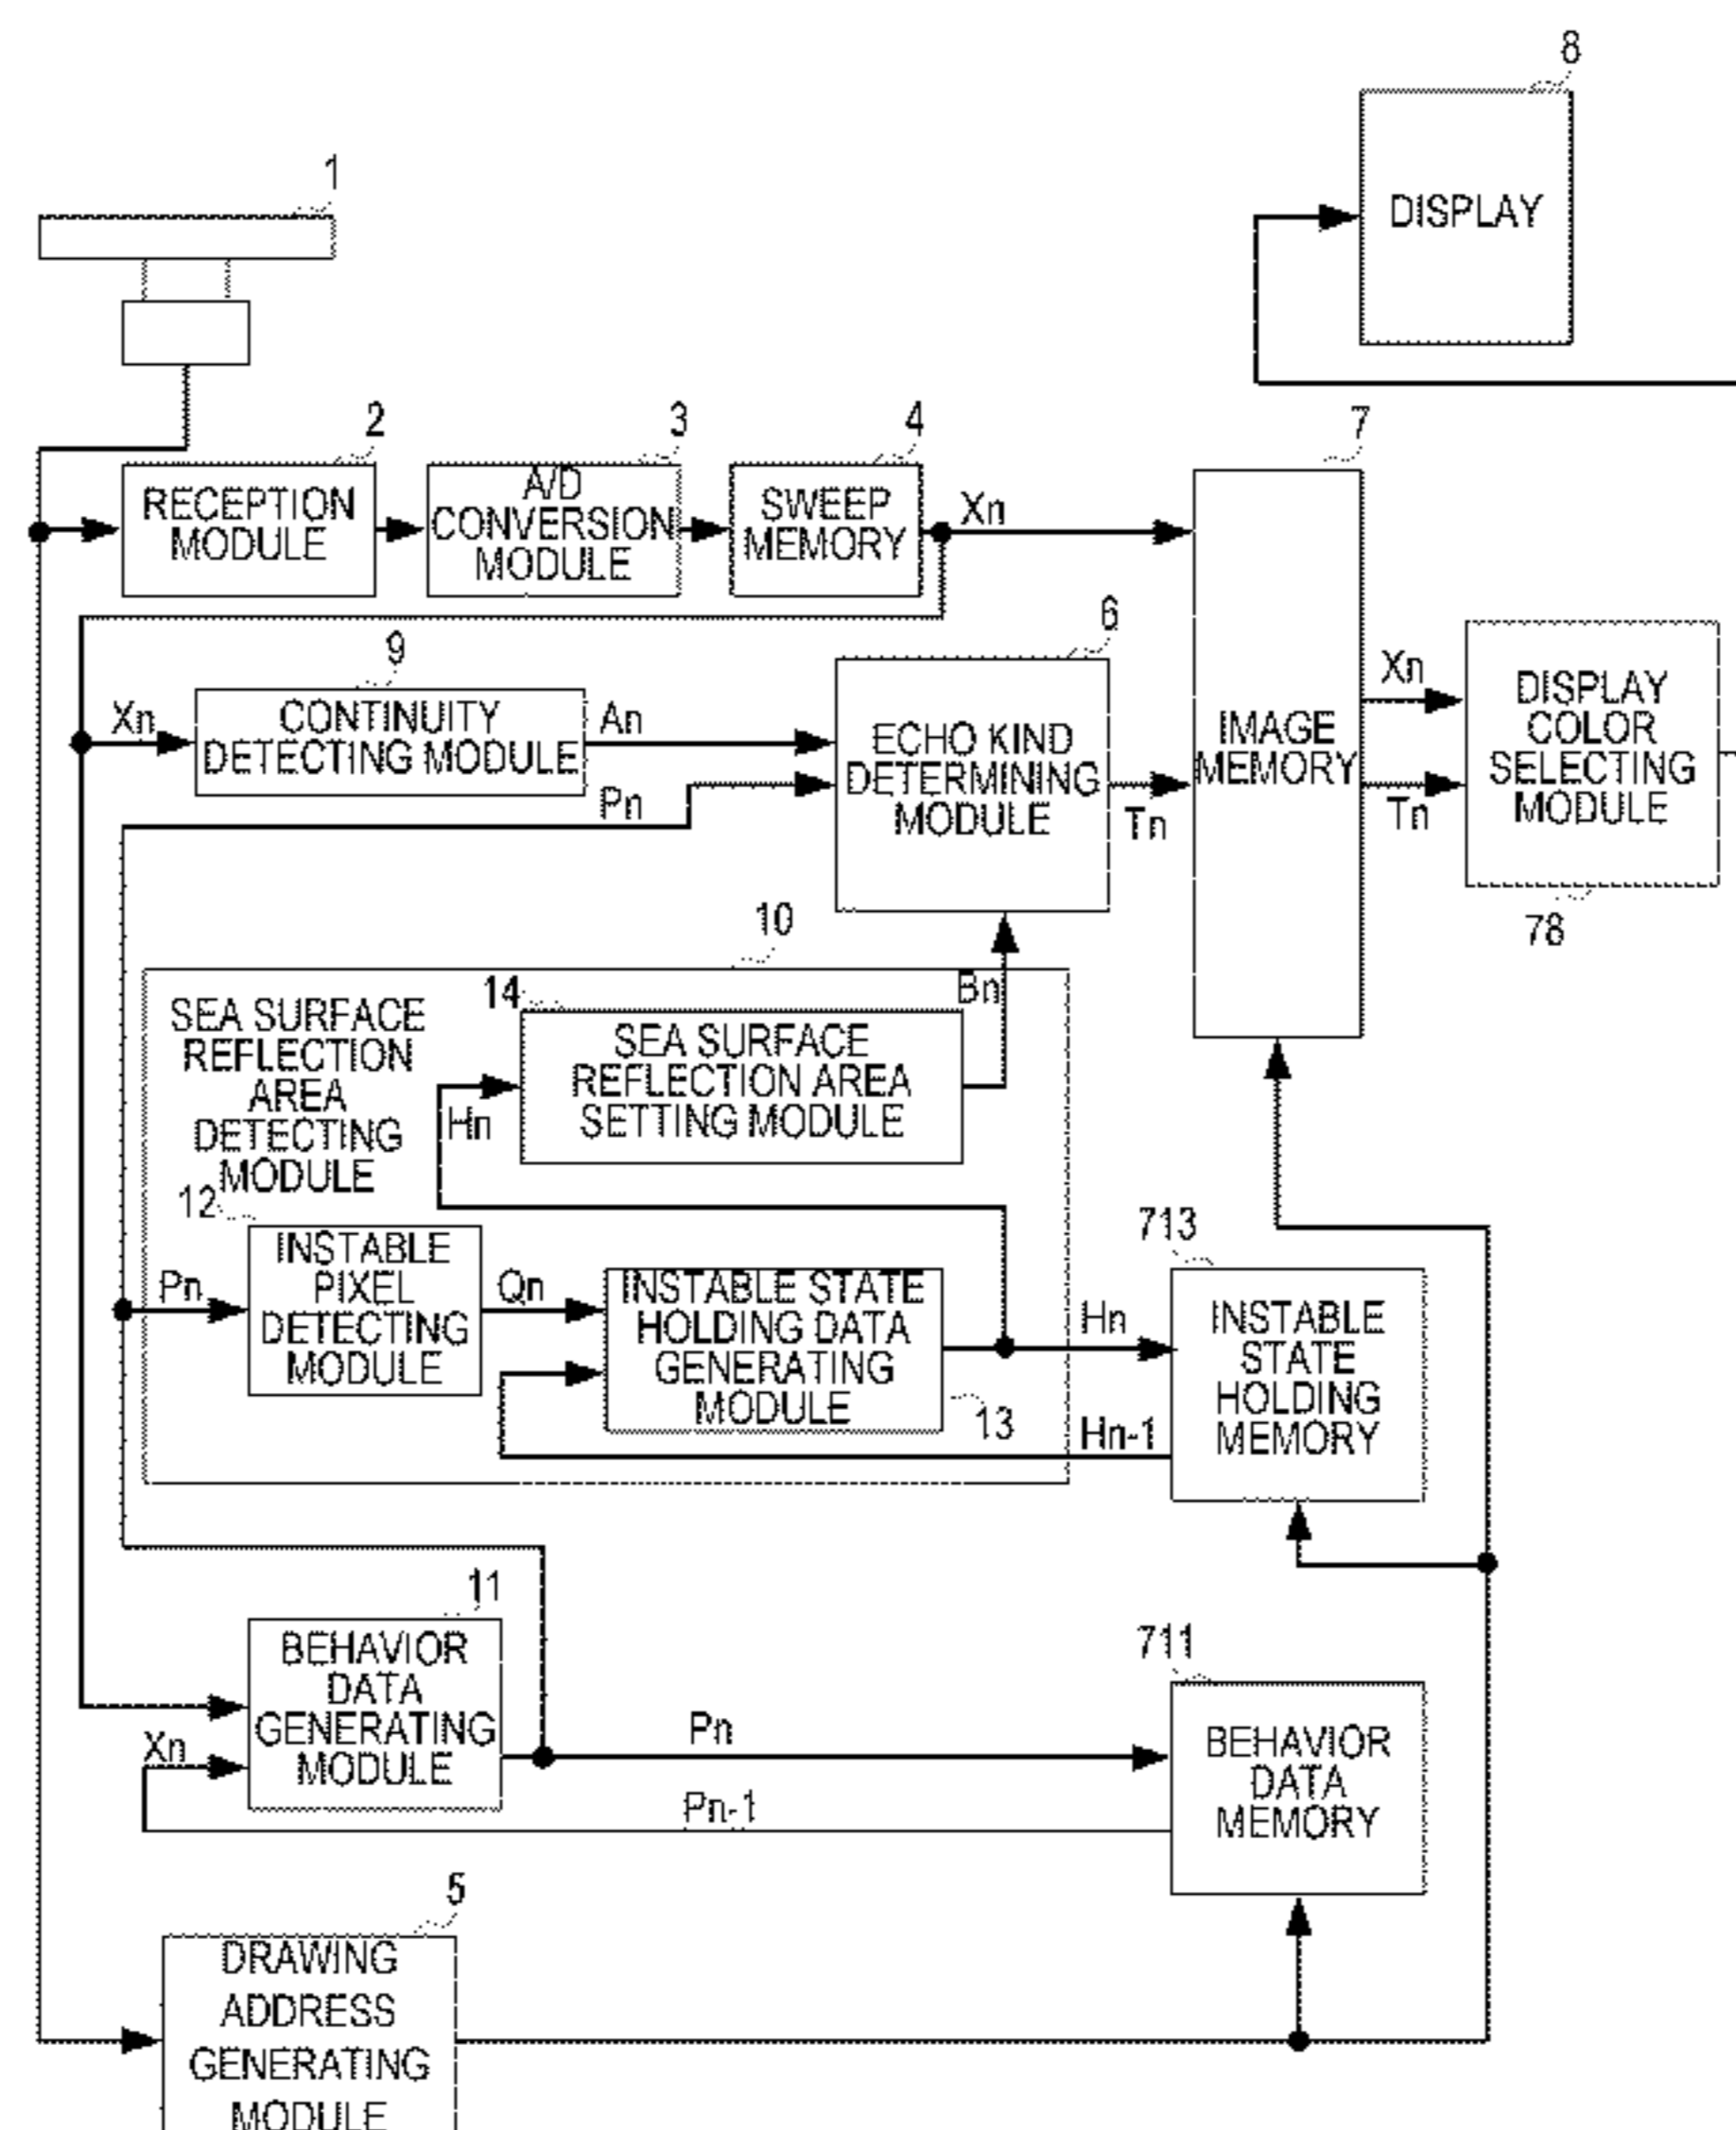 8
DISPLAY
1
2
RECEPTION
MODULE
3
A/D
CONVERSION
MODULE
4
SWEEP
MEMORY
Xn
7
IMAGE
MEMORY
6
ECHO KIND
DETERMINING
MODULE
Tn
Xn
Tn
DISPLAY
COLOR
SELECTING
MODULE
78
9
Xn
CONTINUITY
DETECTING MODULE
An
Pn
10
SEA SURFACE
REFLECTION
AREA
DETECTING
MODULE
14
SEA SURFACE
REFLECTION AREA
SETTING MODULE
Bn
Hn
12
Pn
INSTABLE
PIXEL
DETECTING
MODULE
Qn
INSTABLE STATE
HOLDING DATA
GENERATING
MODULE
13
Hn
Hn-1
713
INSTABLE
STATE
HOLDING
MEMORY
11
BEHAVIOR
DATA
GENERATING
MODULE
Xn
Pn
Pn-1
711
BEHAVIOR
DATA
MEMORY
5
DRAWING
ADDRESS
GENERATING
MODULE